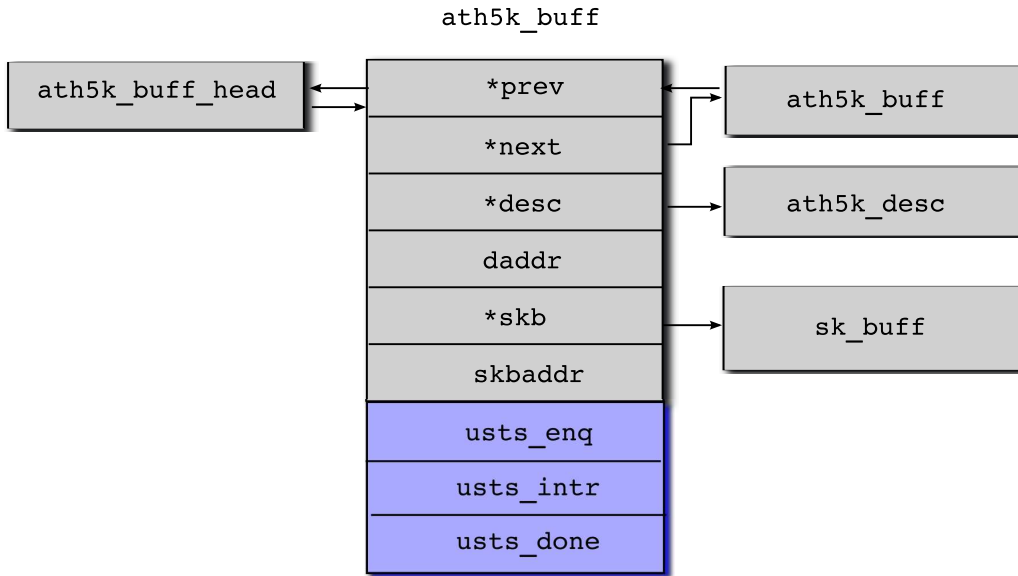 ath5k_buff
ath5k_buff_head
*prev
*next
*desc
daddr
*skb
skbaddr
usts_enq
usts_intr
usts_done
ath5k_buff
ath5k_desc
sk_buff